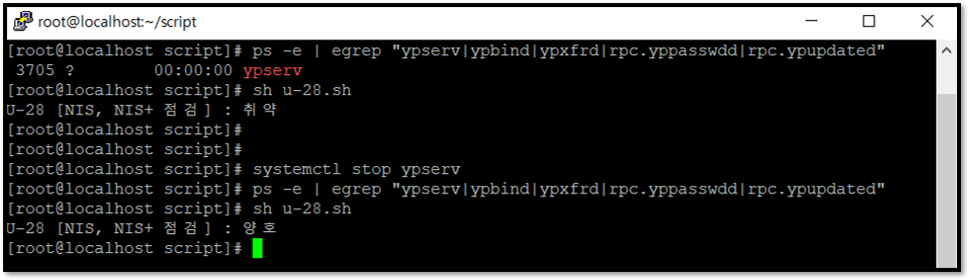 root@localhost:~/script
[root@localhost script]# ps -e | egrep "ypserv|ypbind|ypxfrd|rpc.yppasswdd|rpc.ypupdated"
 3705 ?        00:00:00 ypserv
[root@localhost script]# sh u-28.sh
U-28 [NIS, NIS+ 점검] : 취약
[root@localhost script]#
[root@localhost script]#
[root@localhost script]# systemctl stop ypserv
[root@localhost script]# ps -e | egrep "ypserv|ypbind|ypxfrd|rpc.yppasswdd|rpc.ypupdated"
[root@localhost script]# sh u-28.sh
U-28 [NIS, NIS+ 점검] : 양호
[root@localhost script]#